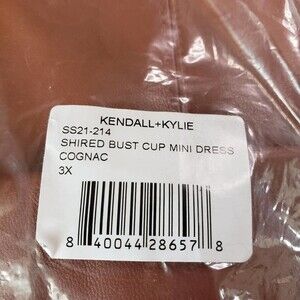 KENDALL+KYLIE
SS21-214
SHIRED BUST CUP MINI DRESS
COGNAC
3X
8 40044 28657 8